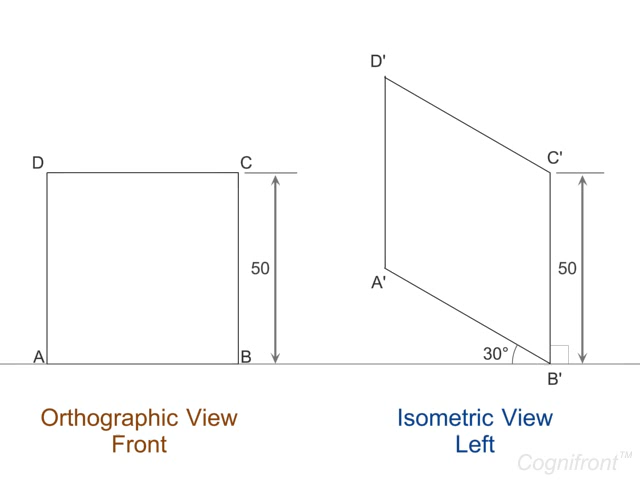 D'
D
C
C'
50
50
A'
30°
A
B
B'
Orthographic View
Front
Isometric View
Left
Cognifront™